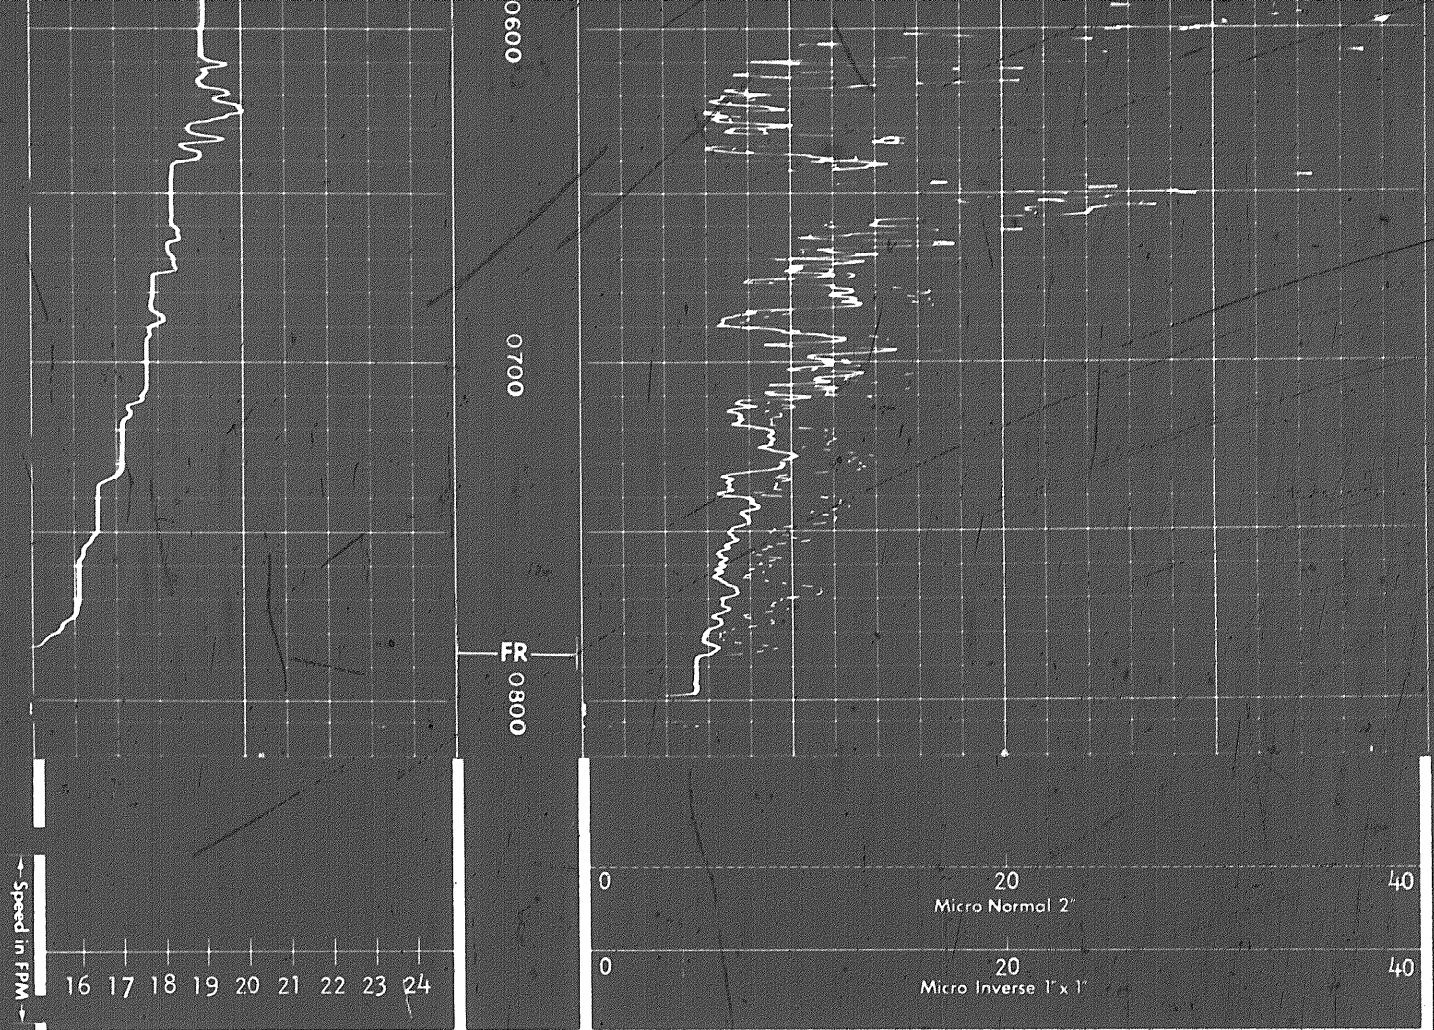 0600
0700
FR
0800
0 20 40
Micro Normal 2"
0 20 40
Micro Inverse 1" x 1"
← Speed in FPM →
16 17 18 19 20 21 22 23 24